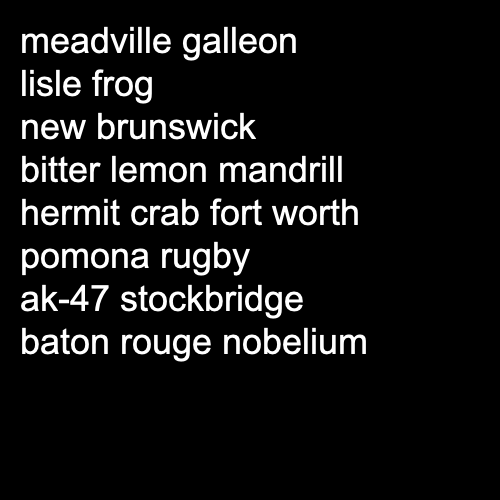 meadville galleon
lisle frog
new brunswick
bitter lemon mandrill
hermit crab fort worth
pomona rugby
ak-47 stockbridge
baton rouge nobelium